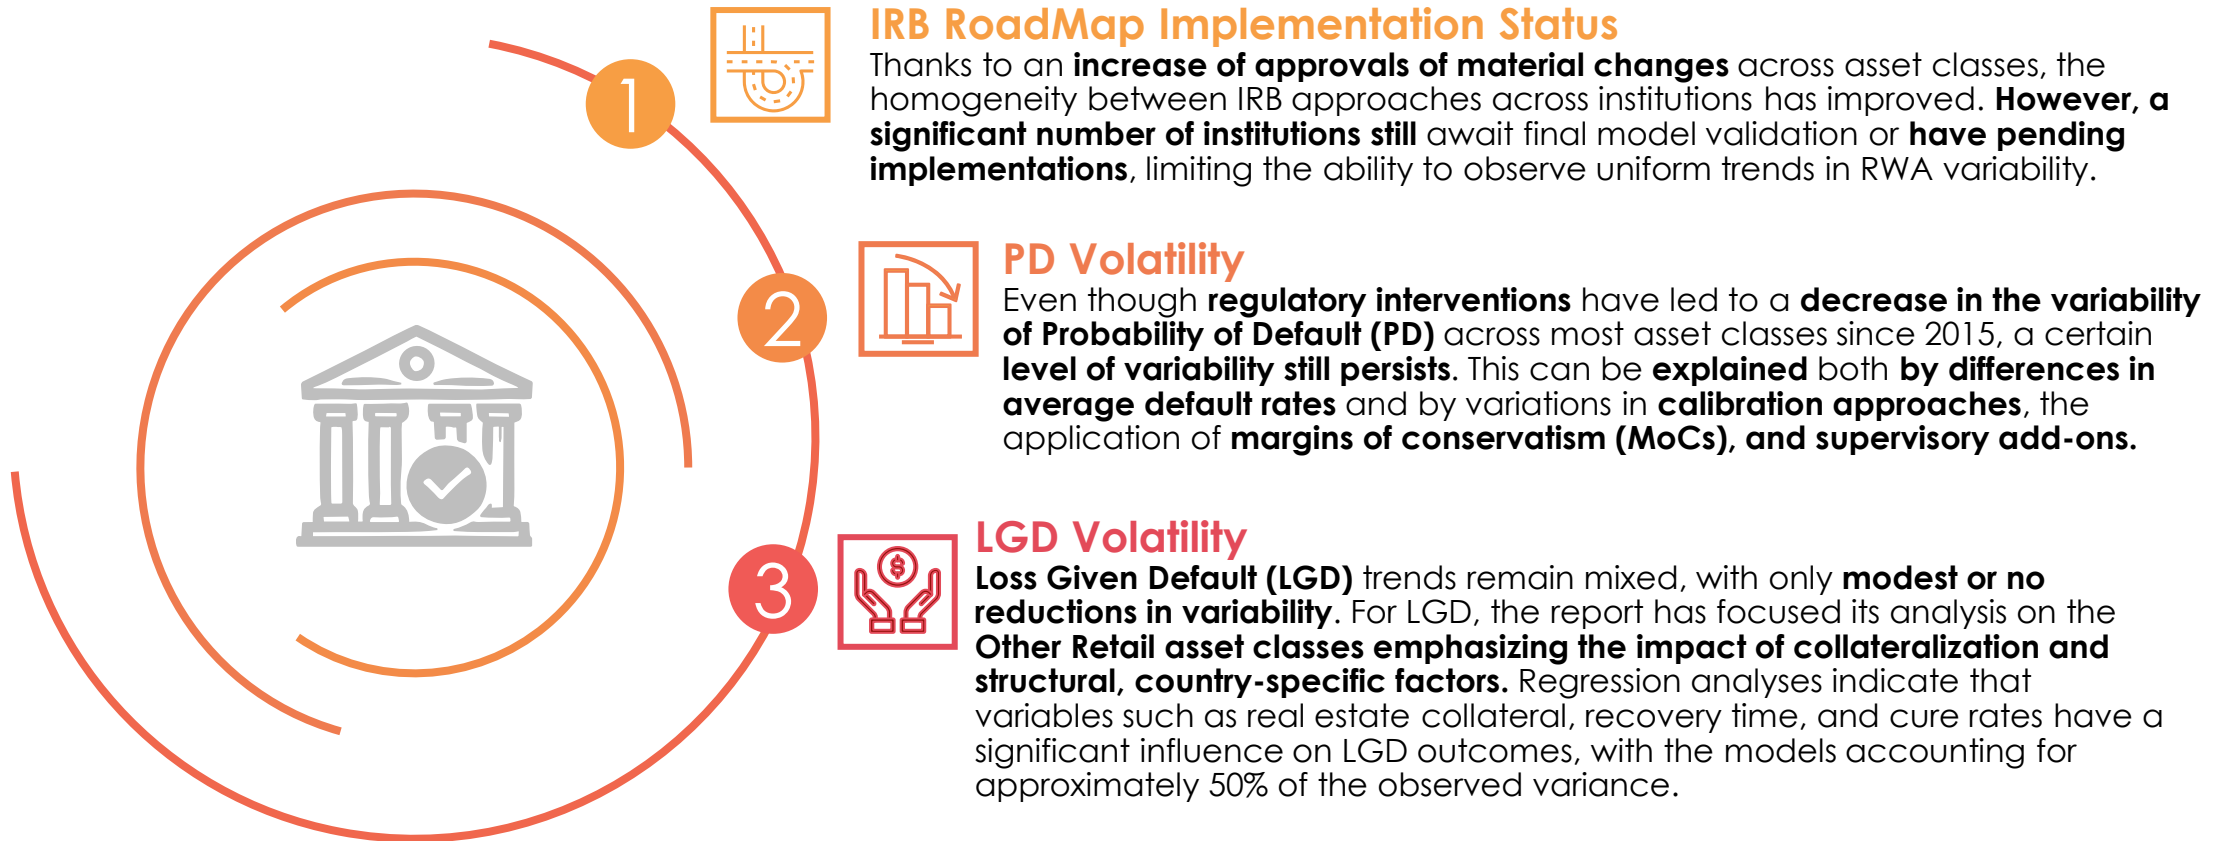 1
IRB RoadMap Implementation Status
Thanks to an increase of approvals of material changes across asset classes, the
homogeneity between IRB approaches across institutions has improved. However, a
significant number of institutions still await final model validation or have pending
implementations, limiting the ability to observe uniform trends in RWA variability.
2
PD Volatility
Even though regulatory interventions have led to a decrease in the variability
of Probability of Default (PD) across most asset classes since 2015, a certain
level of variability still persists. This can be explained both by differences in
average default rates and by variations in calibration approaches, the
application of margins of conservatism (MoCs), and supervisory add-ons.
3
$
LGD Volatility
Loss Given Default (LGD) trends remain mixed, with only modest or no
reductions in variability. For LGD, the report has focused its analysis on the
Other Retail asset classes emphasizing the impact of collateralization and
structural, country-specific factors. Regression analyses indicate that
variables such as real estate collateral, recovery time, and cure rates have a
significant influence on LGD outcomes, with the models accounting for
approximately 50% of the observed variance.